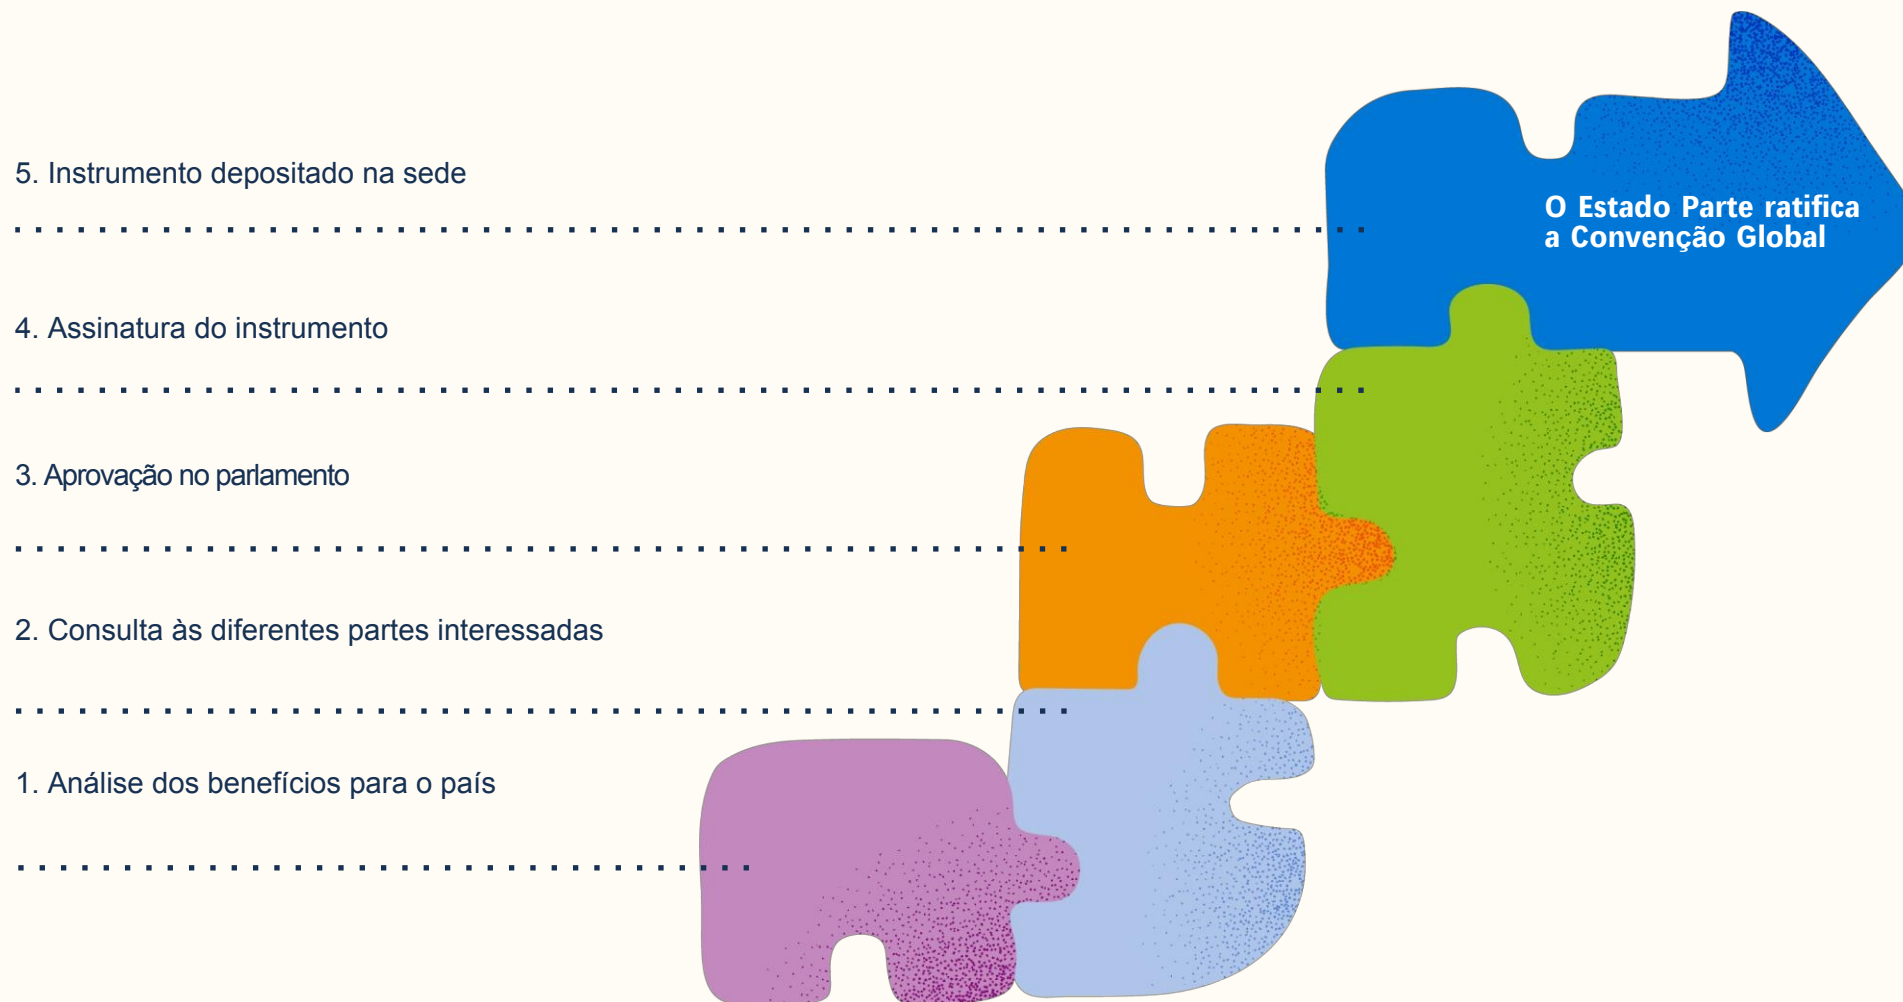 5. Instrumento depositado na sede
O Estado Parte ratifica
a Convenção Global
4. Assinatura do instrumento
3. Aprovação no parlamento
2. Consulta às diferentes partes interessadas
1. Análise dos benefícios para o país